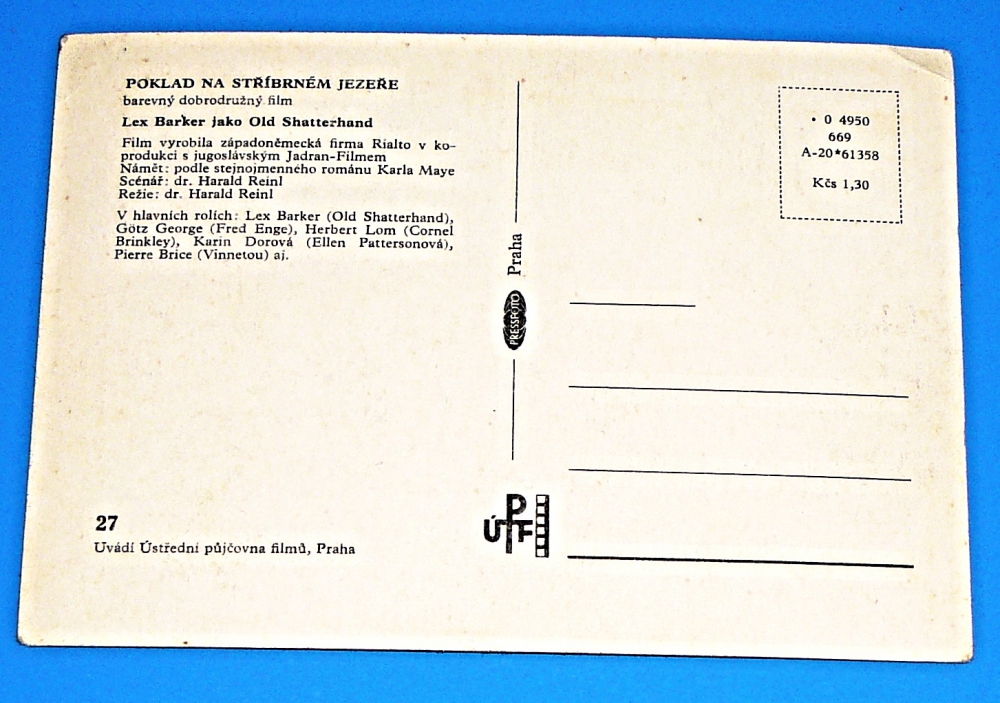 POKLAD NA STŘÍBRNÉM JEZEŘE
barevný dobrodružný film
Lex Barker jako Old Shatterhand
Film vyrobila západoněmecká firma Rialto v ko-
produkci s jugoslávským Jadran-Filmem
Námět: podle stejnojmenného románu Karla Maye
Scénář: dr. Harald Reinl
Režie: dr. Harald Reinl
V hlavních rolích: Lex Barker (Old Shatterhand),
Götz George (Fred Enge), Herbert Lom (Cornel
Brinkley), Karin Dorová (Ellen Pattersonová),
Pierre Brice (Vinnetou) aj.
27
Uvádí Ústřední půjčovna filmů, Praha
Praha
PRESSFOTO
ÚPF
• 0 4950
669
A-20*61358
Kčs 1,30